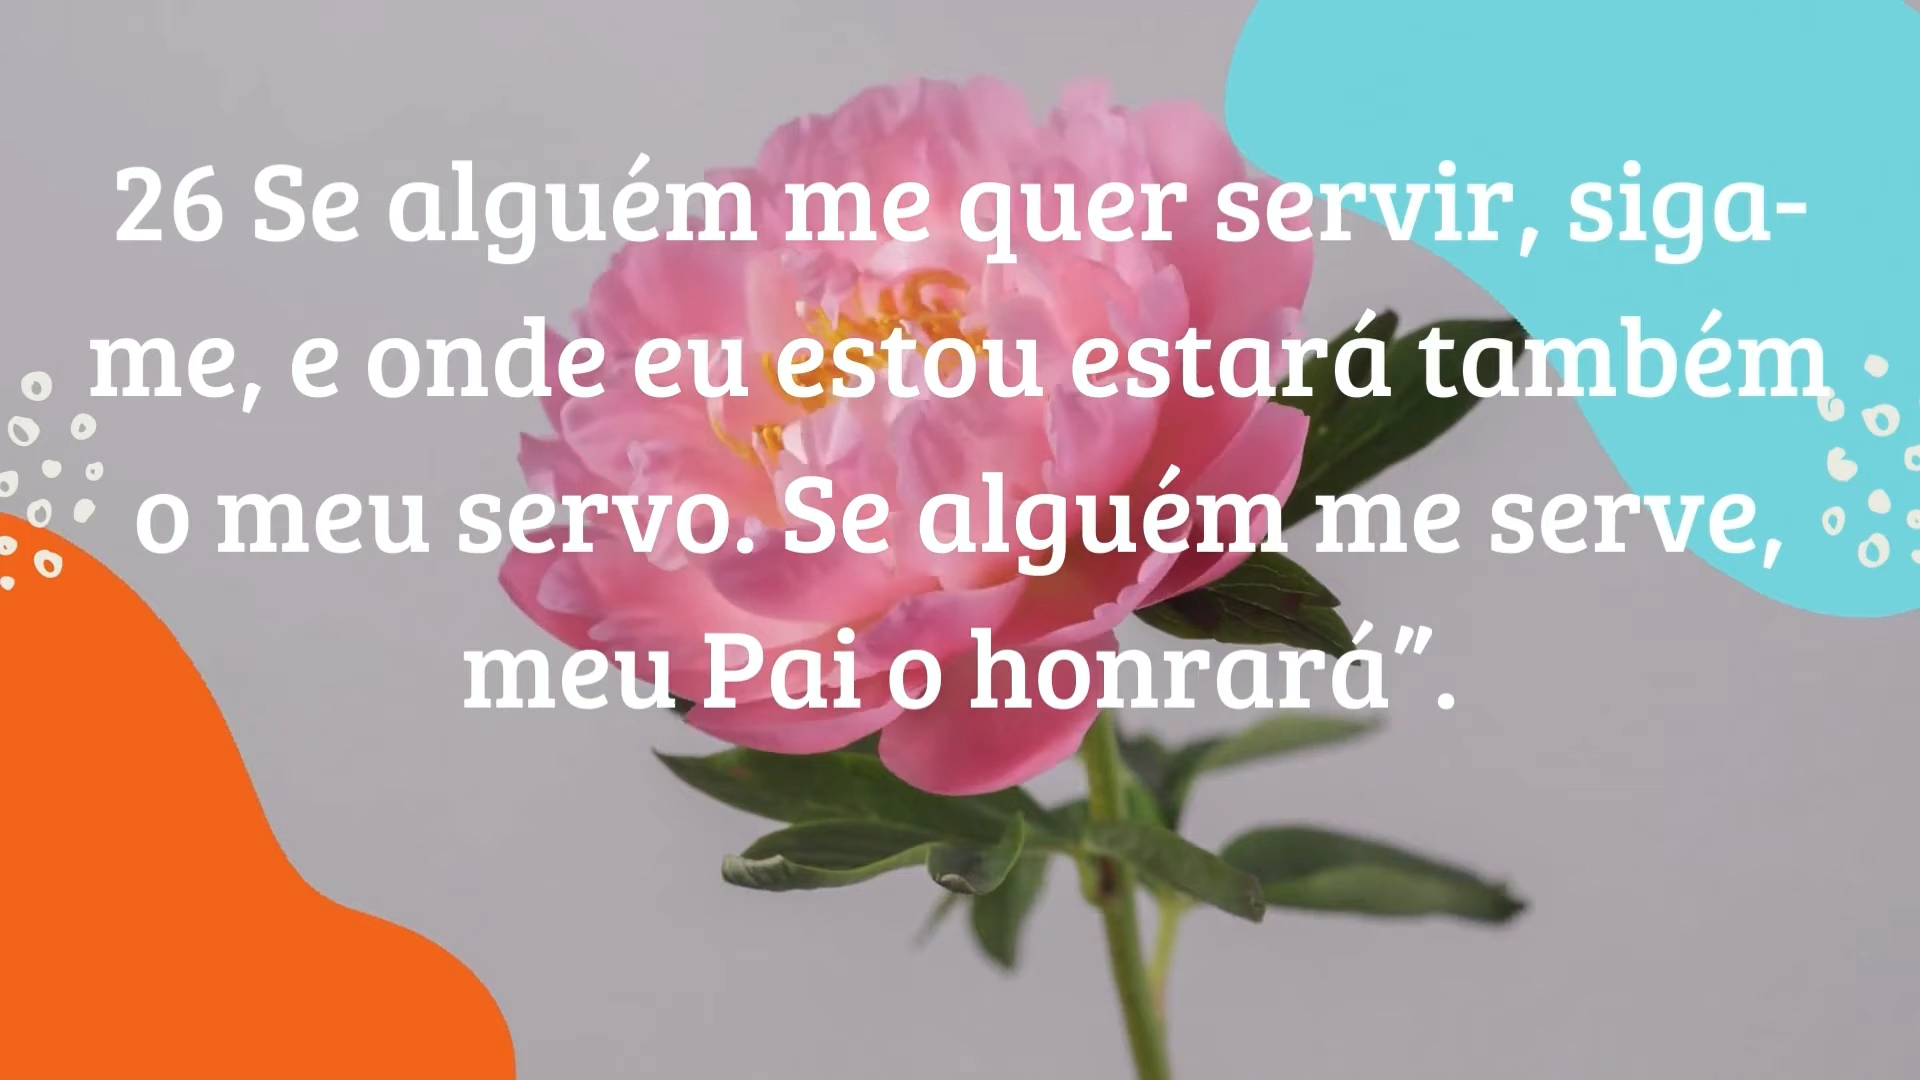 26 Se alguém me quer servir, siga-
me, e onde eu estou estará também
o meu servo. Se alguém me serve,
meu Pai o honrará”.